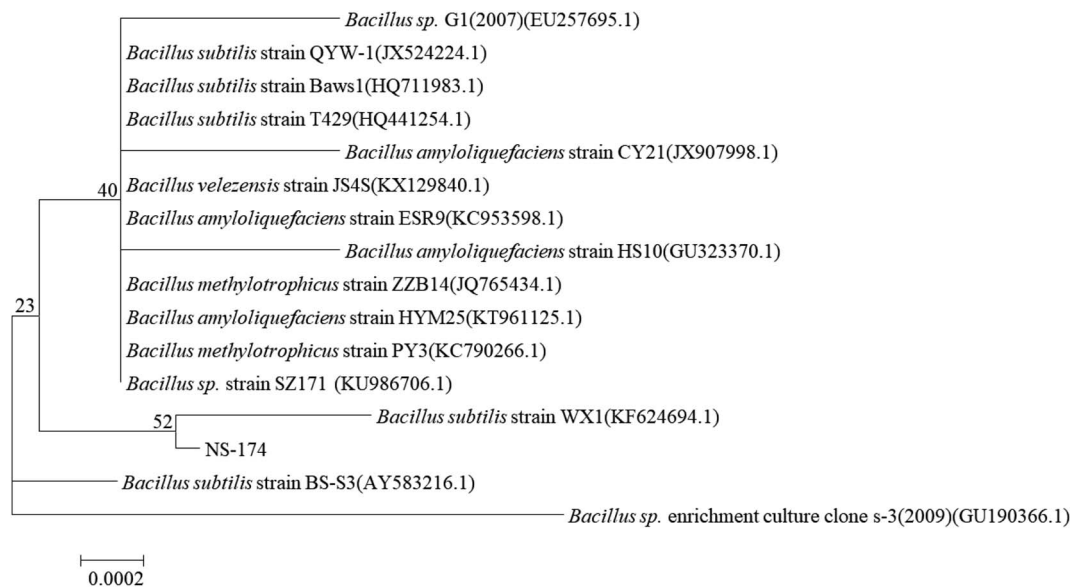 Bacillus sp. G1(2007)(EU257695.1)
Bacillus subtilis strain QYW-1(JX524224.1)
Bacillus subtilis strain Baws1(HQ711983.1)
Bacillus subtilis strain T429(HQ441254.1)
Bacillus amyloliquefaciens strain CY21(JX907998.1)
40
Bacillus velezensis strain JS4S(KX129840.1)
Bacillus amyloliquefaciens strain ESR9(KC953598.1)
Bacillus amyloliquefaciens strain HS10(GU323370.1)
Bacillus methylotrophicus strain ZZB14(JQ765434.1)
23
Bacillus amyloliquefaciens strain HYM25(KT961125.1)
Bacillus methylotrophicus strain PY3(KC790266.1)
Bacillus sp. strain SZ171 (KU986706.1)
52
Bacillus subtilis strain WX1(KF624694.1)
NS-174
Bacillus subtilis strain BS-S3(AY583216.1)
Bacillus sp. enrichment culture clone s-3(2009)(GU190366.1)
0.0002